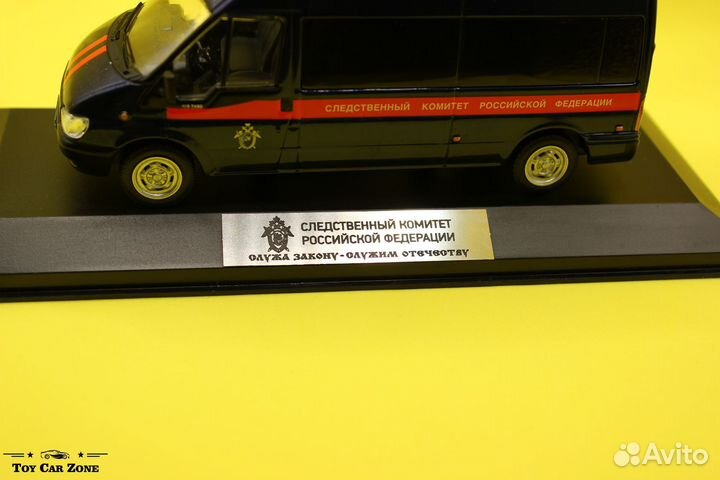 СЛЕДСТВЕННЫЙ КОМИТЕТ РОССИЙСКОЙ ФЕДЕРАЦИИ
СЛЕДСТВЕННЫЙ КОМИТЕТ
РОССИЙСКОЙ ФЕДЕРАЦИИ
СЛУЖА ЗАКОНУ - СЛУЖИМ ОТЕЧЕСТВУ
TOY CAR ZONE
Avito